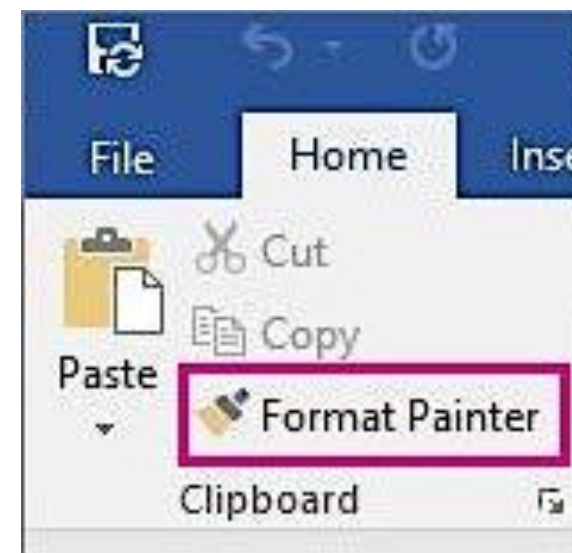 File Home Inse
Cut
Copy
Paste
Format Painter
Clipboard